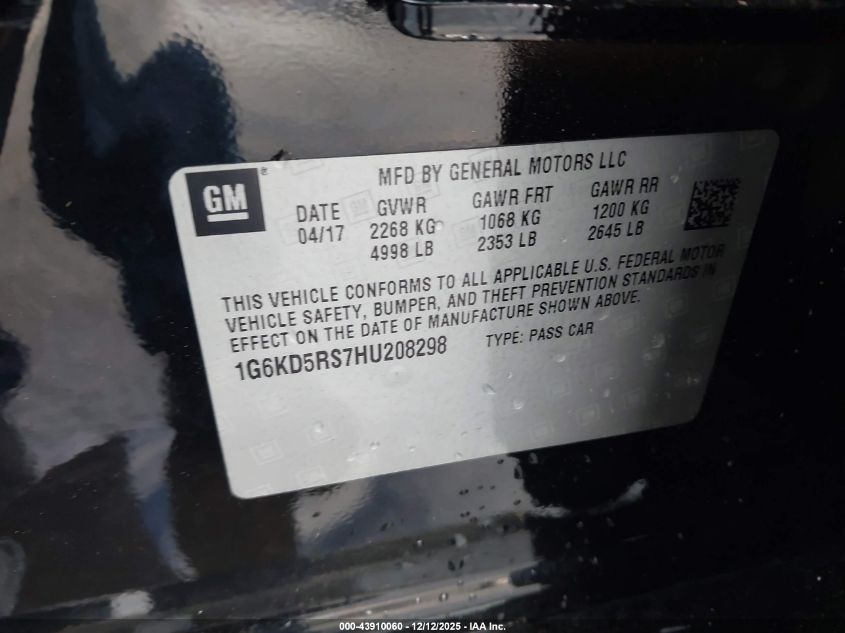 GM®
MFD BY GENERAL MOTORS LLC
DATE GVWR GAWR FRT GAWR RR
04/17 2268 KG 1068 KG 1200 KG
4998 LB 2353 LB 2645 LB
THIS VEHICLE CONFORMS TO ALL APPLICABLE U.S. FEDERAL MOTOR
VEHICLE SAFETY, BUMPER, AND THEFT PREVENTION STANDARDS IN
EFFECT ON THE DATE OF MANUFACTURE SHOWN ABOVE.
1G6KD5RS7HU208298 TYPE: PASS CAR
000-43910060 - 12/12/2025 - IAA Inc.